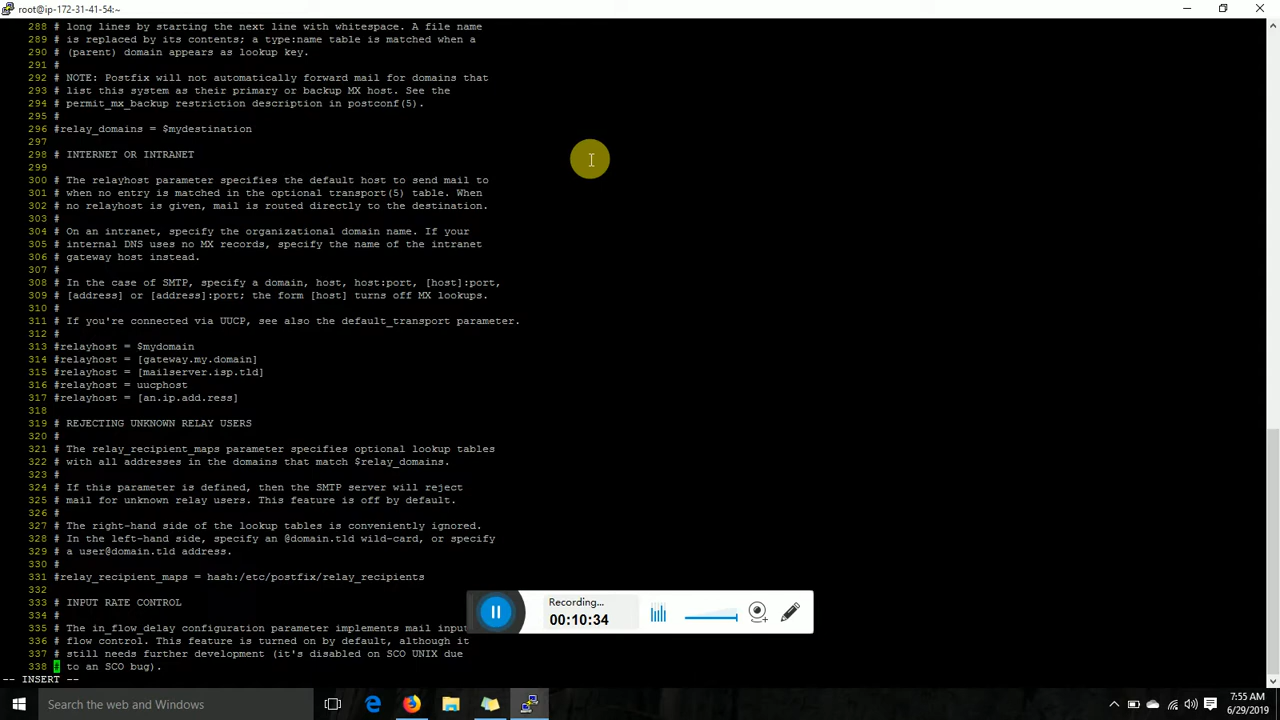 root@ip-172-31-41-54:~
288 # long lines by starting the next line with whitespace. A file name
289 # is replaced by its contents; a type:name table is matched when a
290 # (parent) domain appears as lookup key.
291 #
292 # NOTE: Postfix will not automatically forward mail for domains that
293 # list this system as their primary or backup MX host. See the
294 # permit_mx_backup restriction description in postconf(5).
295 #
296 #relay_domains = $mydestination
297
298 # INTERNET OR INTRANET
299
300 # The relayhost parameter specifies the default host to send mail to
301 # when no entry is matched in the optional transport(5) table. When
302 # no relayhost is given, mail is routed directly to the destination.
303 #
304 # On an intranet, specify the organizational domain name. If your
305 # internal DNS uses no MX records, specify the name of the intranet
306 # gateway host instead.
307 #
308 # In the case of SMTP, specify a domain, host, host:port, [host]:port,
309 # [address] or [address]:port; the form [host] turns off MX lookups.
310 #
311 # If you're connected via UUCP, see also the default_transport parameter.
312 #
313 #relayhost = $mydomain
314 #relayhost = [gateway.my.domain]
315 #relayhost = [mailserver.isp.tld]
316 #relayhost = uucphost
317 #relayhost = [an.ip.add.ress]
318
319 # REJECTING UNKNOWN RELAY USERS
320 #
321 # The relay_recipient_maps parameter specifies optional lookup tables
322 # with all addresses in the domains that match $relay_domains.
323 #
324 # If this parameter is defined, then the SMTP server will reject
325 # mail for unknown relay users. This feature is off by default.
326 #
327 # The right-hand side of the lookup tables is conveniently ignored.
328 # In the left-hand side, specify an @domain.tld wild-card, or specify
329 # a user@domain.tld address.
330 #
331 #relay_recipient_maps = hash:/etc/postfix/relay_recipients
332
333 # INPUT RATE CONTROL
334 #
335 # The in_flow_delay configuration parameter implements mail input
336 # flow control. This feature is turned on by default, although it
337 # still needs further development (it's disabled on SCO UNIX due
338 # to an SCO bug).
-- INSERT --
Recording...
00:10:34
Search the web and Windows
7:55 AM
6/29/2019